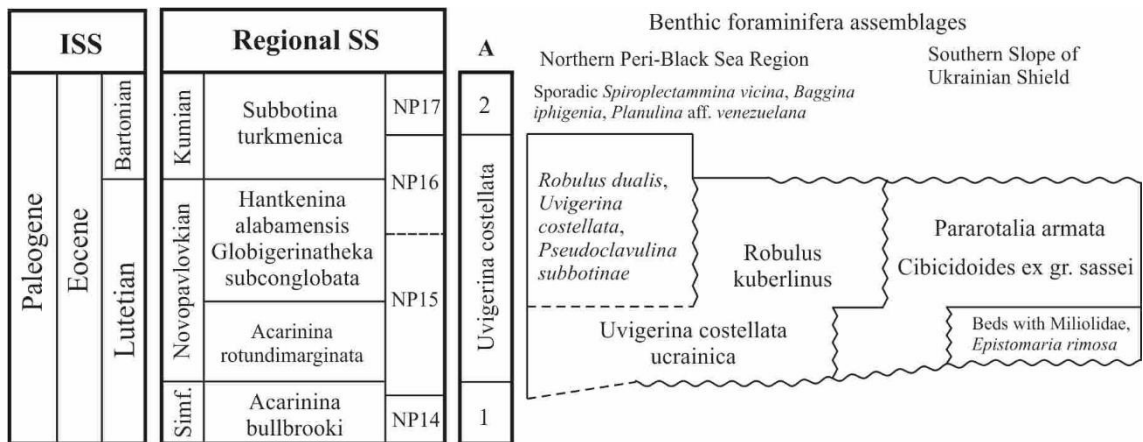 ISS
Regional SS
A
Benthic foraminifera assemblages
Northern Peri-Black Sea Region
Southern Slope of
Ukrainian Shield
Sporadic Spiroplectammina vicina, Baggina
iphigenia, Planulina aff. venezuelana
Paleogene
Eocene
Bartonian
Lutetian
Kumian
Novopavlovkian
Simf.
Subbotina
turkmenica
Hantkenina
alabamensis
Globigerinatheka
subconglobata
Acarinina
rotundimarginata
Acarinina
bullbrooki
NP17
NP16
NP15
NP14
2
Uvigerina costellata
1
Robulus dualis,
Uvigerina
costellata,
Pseudoclavulina
subbotinae
Robulus
kuberlinus
Uvigerina costellata
ucrainica
Pararotalia armata
Cibicidoides ex gr. sassei
Beds with Miliolidae,
Epistomaria rimosa